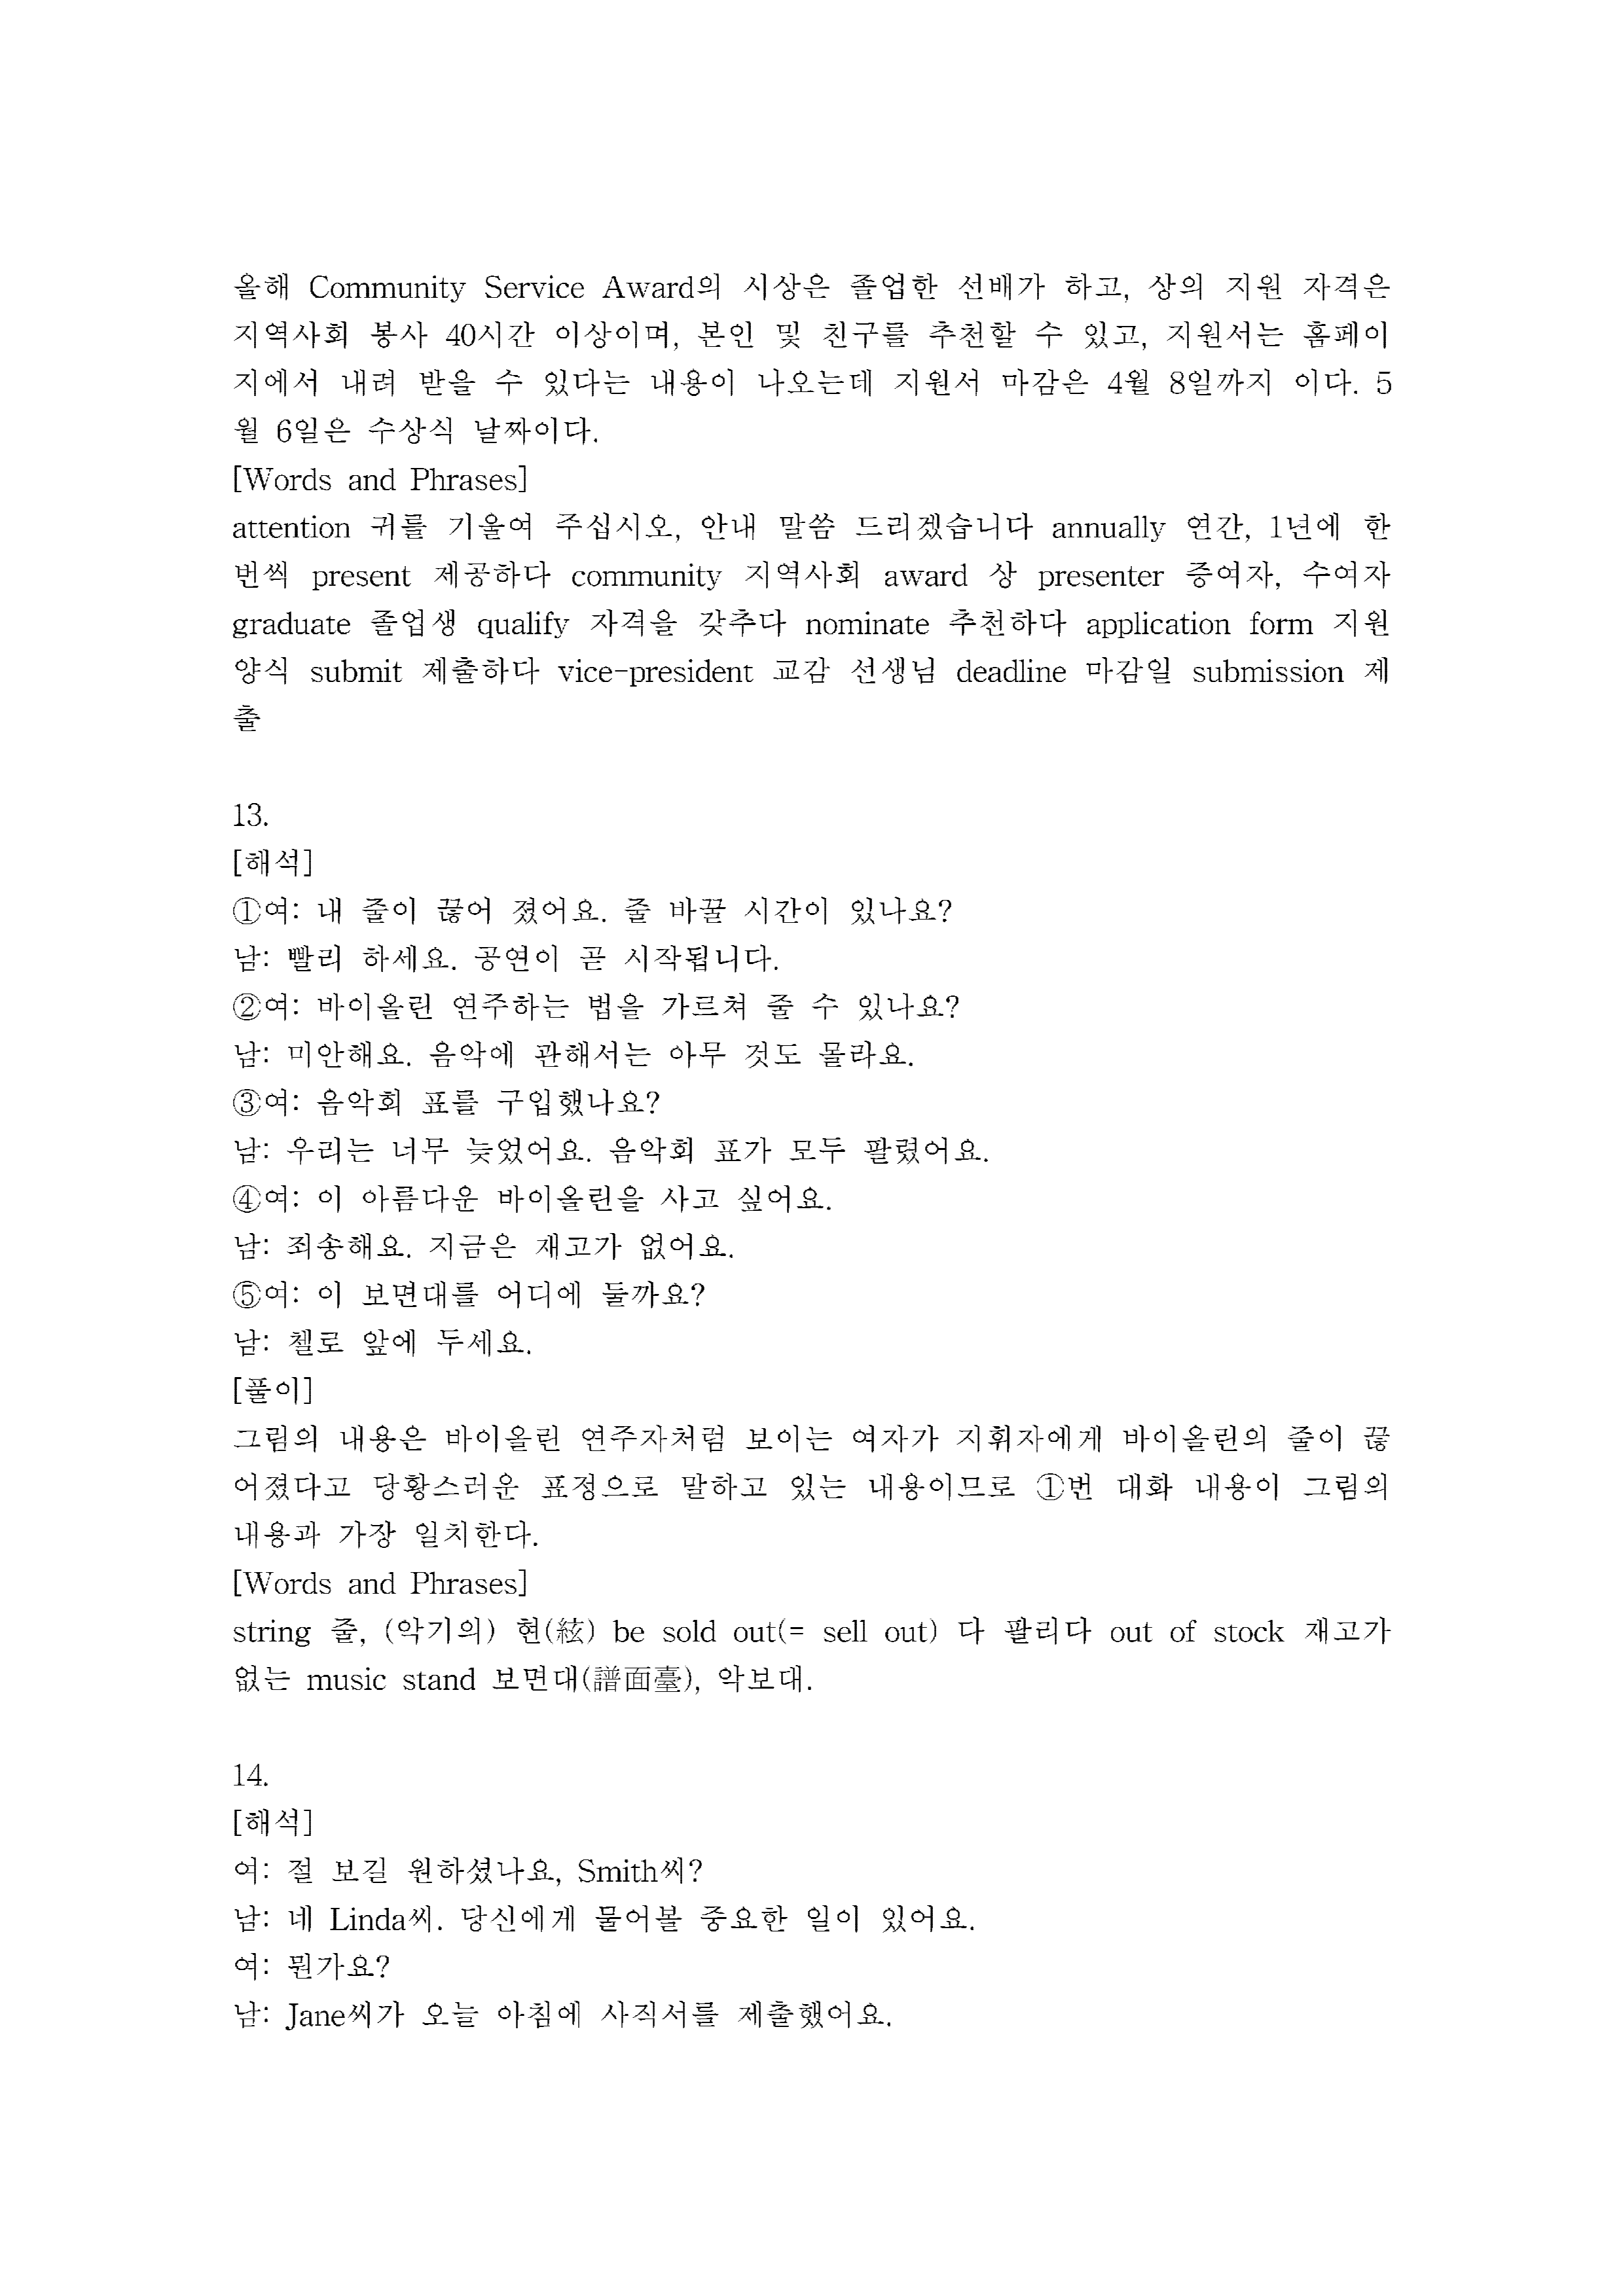 올해 Community Service Award의 시상은 졸업한 선배가 하고, 상의 지원 자격은
지역사회 봉사 40시간 이상이며, 본인 및 친구를 추천할 수 있고, 지원서는 홈페이
지에서 내려 받을 수 있다는 내용이 나오는데 지원서 마감은 4월 8일까지 이다. 5
월 6일은 수상식 날짜이다.
[Words and Phrases]
attention 귀를 기울여 주십시오, 안내 말씀 드리겠습니다 annually 연간, 1년에 한
번씩 present 제공하다 community 지역사회 award 상 presenter 증여자, 수여자
graduate 졸업생 qualify 자격을 갖추다 nominate 추천하다 application form 지원
양식 submit 제출하다 vice-president 교감 선생님 deadline 마감일 submission 제
출
13.
[해석]
①여: 내 줄이 끊어 졌어요. 줄 바꿀 시간이 있나요?
남: 빨리 하세요. 공연이 곧 시작됩니다.
②여: 바이올린 연주하는 법을 가르쳐 줄 수 있나요?
남: 미안해요. 음악에 관해서는 아무 것도 몰라요.
③여: 음악회 표를 구입했나요?
남: 우리는 너무 늦었어요. 음악회 표가 모두 팔렸어요.
④여: 이 아름다운 바이올린을 사고 싶어요.
남: 죄송해요. 지금은 재고가 없어요.
⑤여: 이 보면대를 어디에 둘까요?
남: 첼로 앞에 두세요.
[풀이]
그림의 내용은 바이올린 연주자처럼 보이는 여자가 지휘자에게 바이올린의 줄이 끊
어졌다고 당황스러운 표정으로 말하고 있는 내용이므로 ①번 대화 내용이 그림의
내용과 가장 일치한다.
[Words and Phrases]
string 줄, (악기의) 현(絃) be sold out(= sell out) 다 팔리다 out of stock 재고가
없는 music stand 보면대(譜面臺), 악보대.
14.
[해석]
여: 절 보길 원하셨나요, Smith씨?
남: 네 Linda씨. 당신에게 물어볼 중요한 일이 있어요.
여: 뭔가요?
남: Jane씨가 오늘 아침에 사직서를 제출했어요.